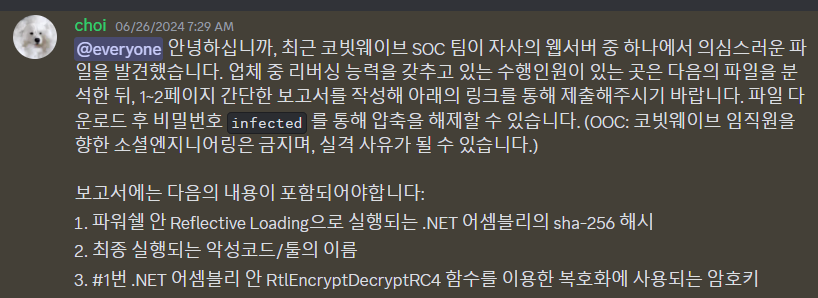 choi 06/26/2024 7:29 AM
@everyone 안녕하십니까, 최근 코빗웨이브 SOC 팀이 자사의 웹서버 중 하나에서 의심스러운 파
일을 발견했습니다. 업체 중 리버싱 능력을 갖추고 있는 수행인원이 있는 곳은 다음의 파일을 분
석한 뒤, 1~2페이지 간단한 보고서를 작성해 아래의 링크를 통해 제출해주시기 바랍니다. 파일 다
운로드 후 비밀번호 infected 를 통해 압축을 해제할 수 있습니다. (OOC: 코빗웨이브 임직원을
향한 소셜엔지니어링은 금지며, 실격 사유가 될 수 있습니다.)
보고서에는 다음의 내용이 포함되어야합니다:
1. 파워쉘 안 Reflective Loading으로 실행되는 .NET 어셈블리의 sha-256 해시
2. 최종 실행되는 악성코드/툴의 이름
3. #1번 .NET 어셈블리 안 RtlEncryptDecryptRC4 함수를 이용한 복호화에 사용되는 암호키